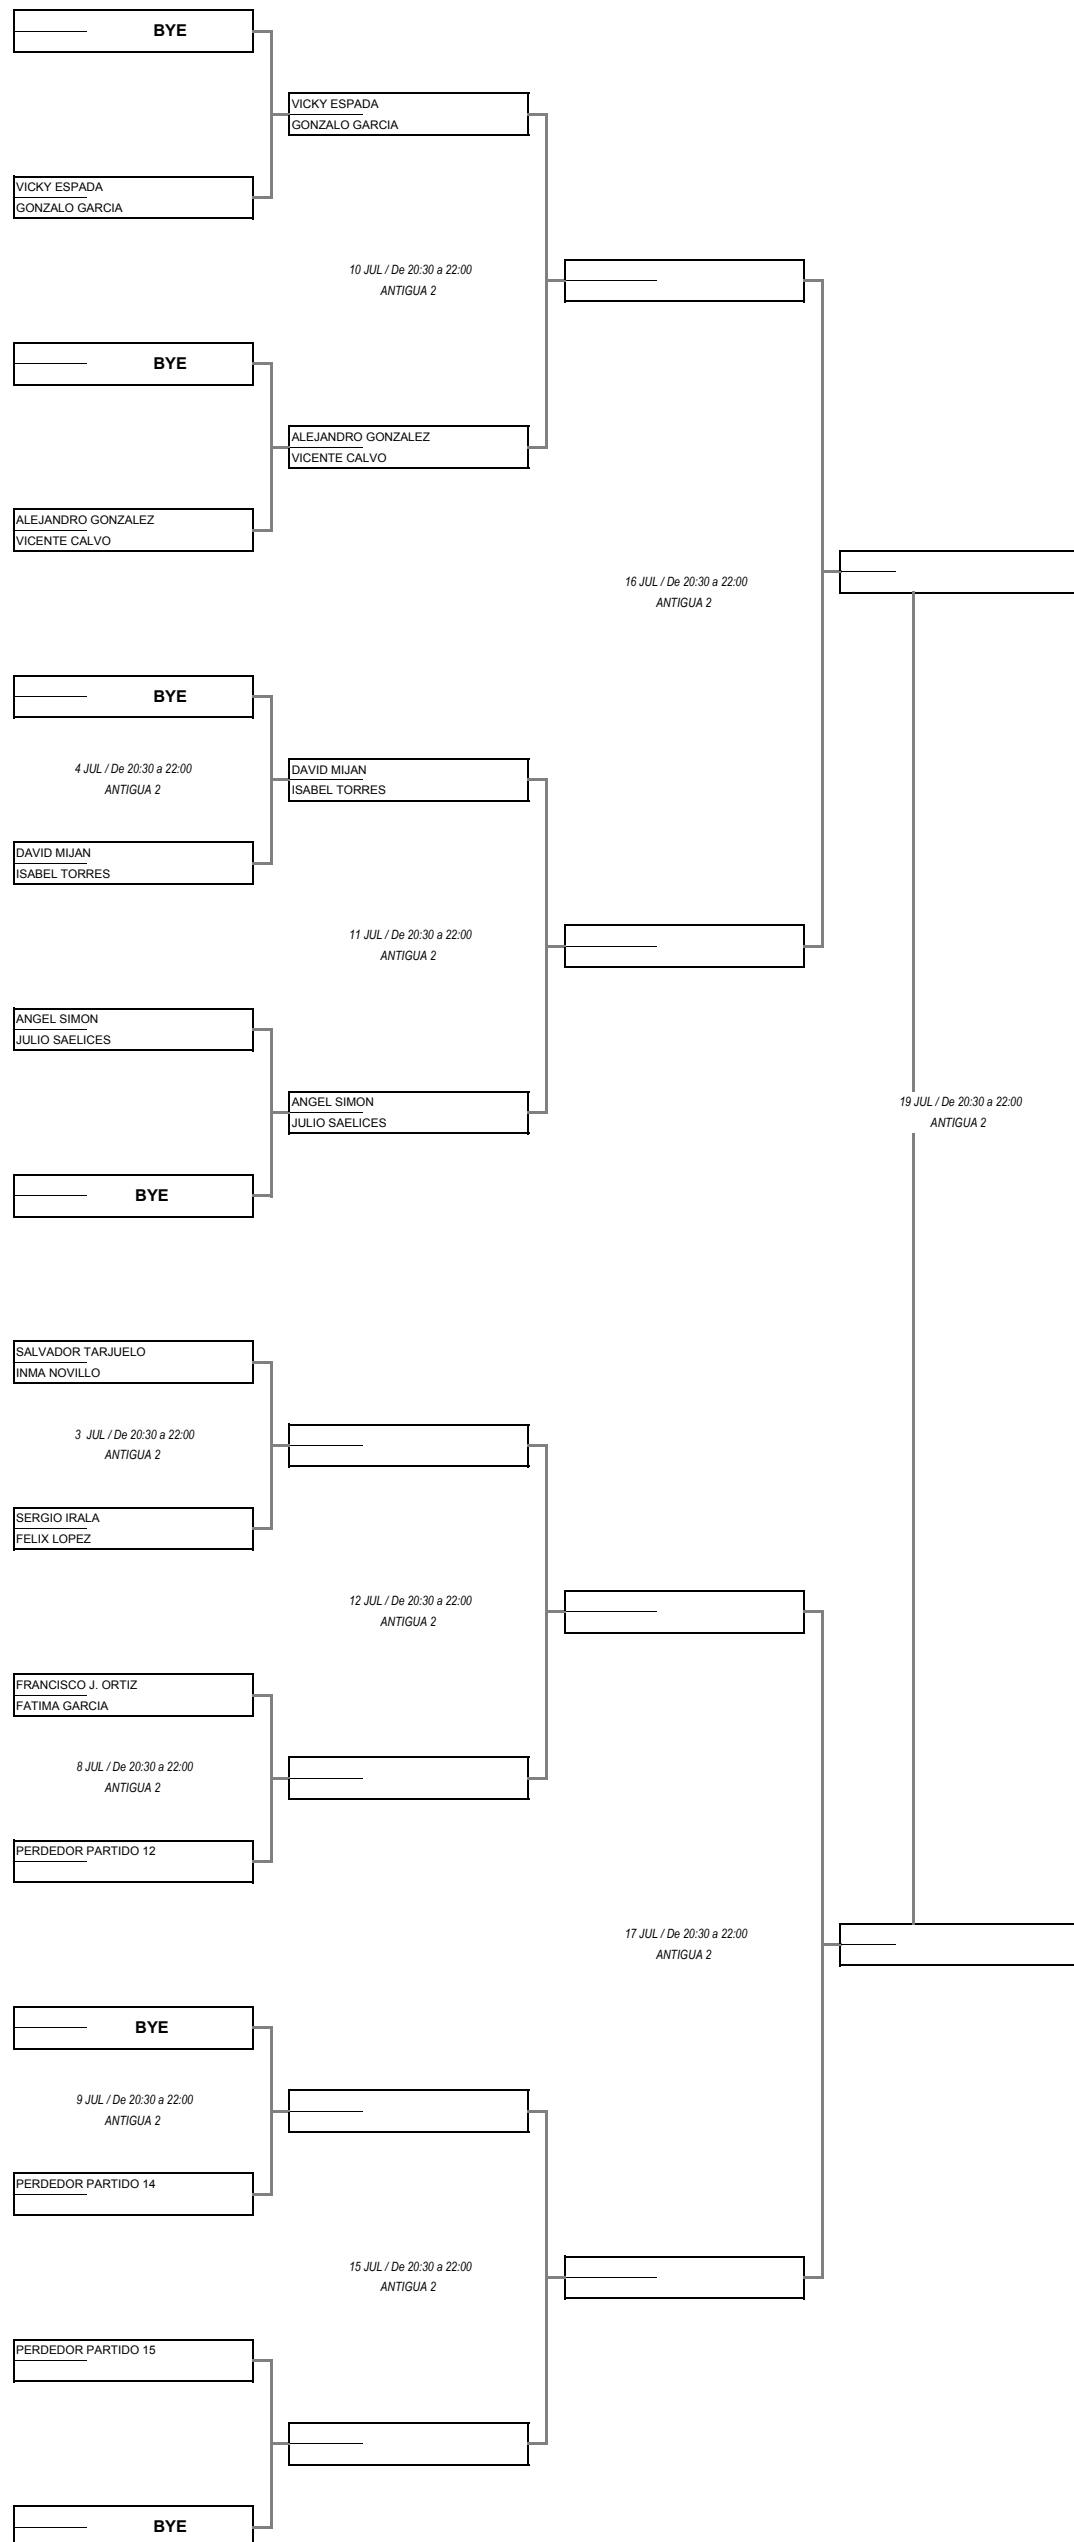 BYE
VICKY ESPADA
GONZALO GARCIA
VICKY ESPADA
GONZALO GARCIA
10 JUL / De 20:30 a 22:00
ANTIGUA 2
BYE
ALEJANDRO GONZALEZ
VICENTE CALVO
ALEJANDRO GONZALEZ
VICENTE CALVO
16 JUL / De 20:30 a 22:00
ANTIGUA 2
BYE
4 JUL / De 20:30 a 22:00
ANTIGUA 2
DAVID MIJAN
ISABEL TORRES
DAVID MIJAN
ISABEL TORRES
11 JUL / De 20:30 a 22:00
ANTIGUA 2
ANGEL SIMON
JULIO SAELICES
ANGEL SIMON
JULIO SAELICES
19 JUL / De 20:30 a 22:00
ANTIGUA 2
BYE
SALVADOR TARJUELO
INMA NOVILLO
3 JUL / De 20:30 a 22:00
ANTIGUA 2
SERGIO IRALA
FELIX LOPEZ
12 JUL / De 20:30 a 22:00
ANTIGUA 2
FRANCISCO J. ORTIZ
FATIMA GARCIA
8 JUL / De 20:30 a 22:00
ANTIGUA 2
PERDEDOR PARTIDO 12
17 JUL / De 20:30 a 22:00
ANTIGUA 2
BYE
9 JUL / De 20:30 a 22:00
ANTIGUA 2
PERDEDOR PARTIDO 14
15 JUL / De 20:30 a 22:00
ANTIGUA 2
PERDEDOR PARTIDO 15
BYE